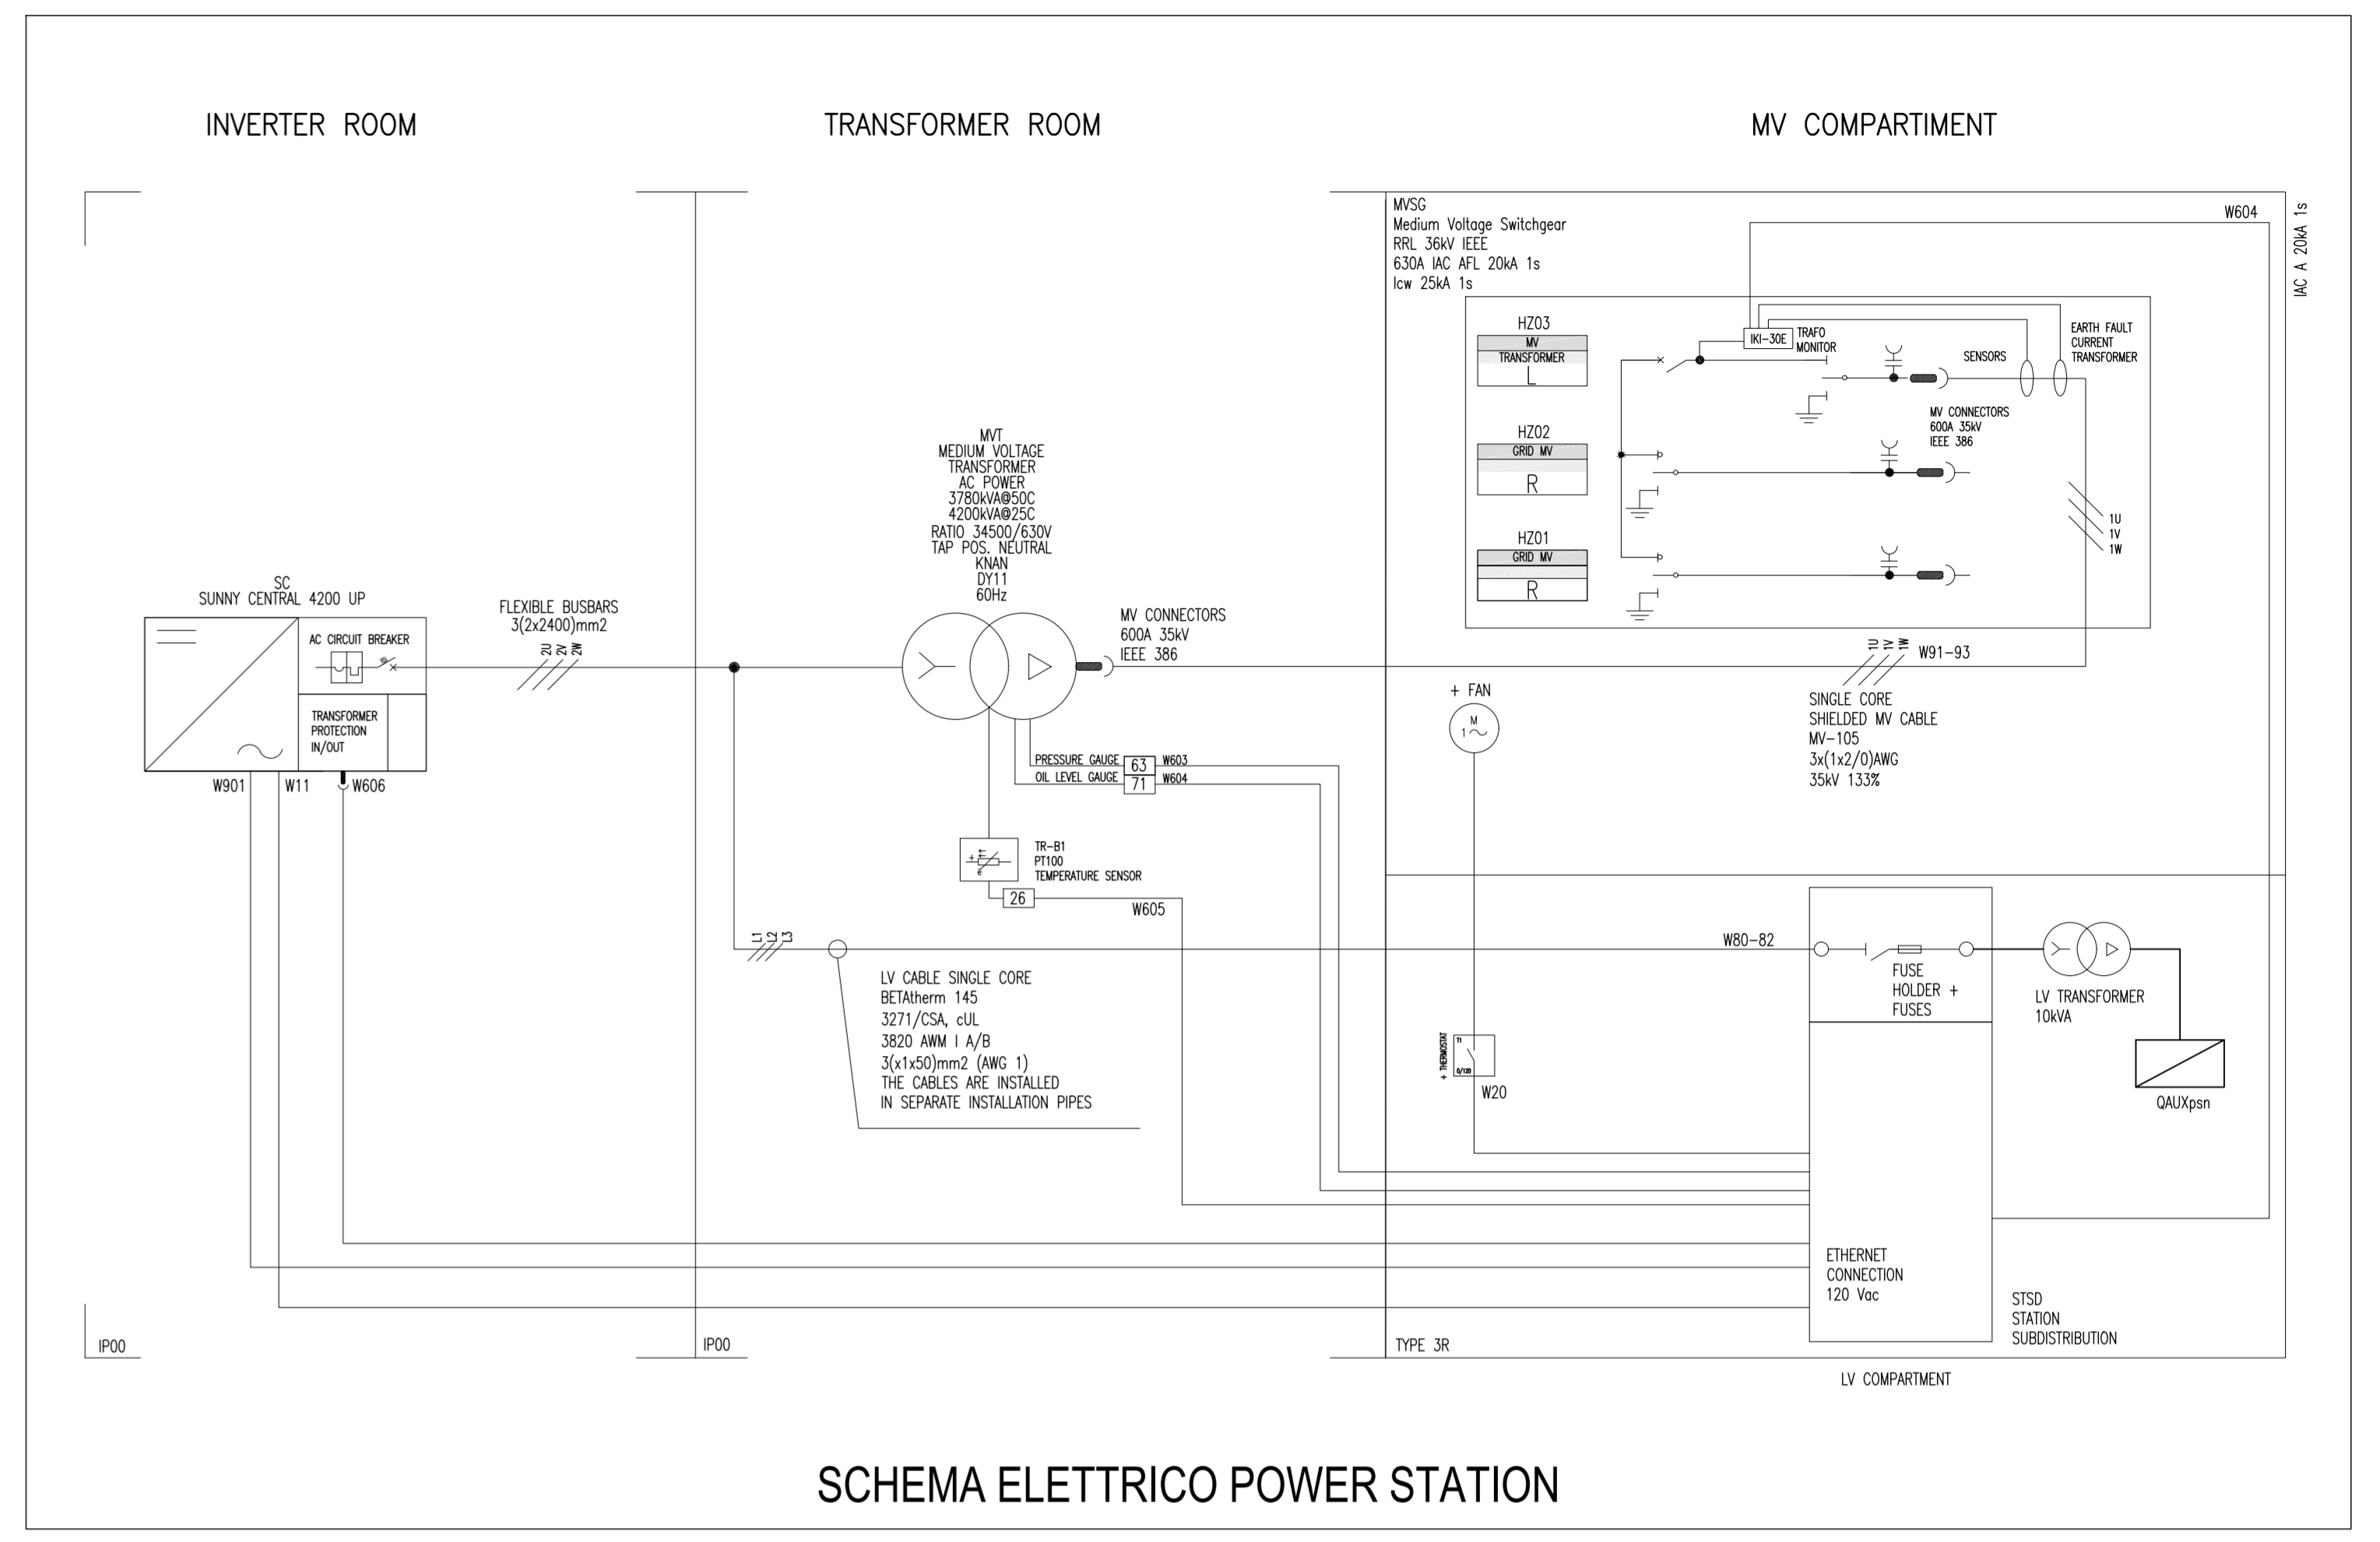 INVERTER ROOM
TRANSFORMER ROOM
MV COMPARTIMENT
MVSG
Medium Voltage Switchgear
RRL 36kV IEEE
630A IAC AFL 20kA 1s
Icw 25kA 1s
W604
IAC A 20kA 1s
HZ03
MV
TRANSFORMER
L
IKI-30E
TRAFO
MONITOR
SENSORS
EARTH FAULT
CURRENT
TRANSFORMER
MV CONNECTORS
600A 35kV
IEEE 386
HZ02
GRID MV
R
HZ01
GRID MV
R
1U
1V
1W
MVT
MEDIUM VOLTAGE
TRANSFORMER
AC POWER
3780kVA@50C
4200kVA@25C
RATIO 34500/630V
TAP POS. NEUTRAL
KNAN
DY11
60Hz
SC
SUNNY CENTRAL 4200 UP
AC CIRCUIT BREAKER
TRANSFORMER
PROTECTION
IN/OUT
W901
W11
W606
FLEXIBLE BUSBARS
3(2x2400)mm2
2U
2V
2W
MV CONNECTORS
600A 35kV
IEEE 386
1U
1V
1W
W91-93
SINGLE CORE
SHIELDED MV CABLE
MV-105
3x(1x2/0)AWG
35kV 133%
+ FAN
M
1
PRESSURE GAUGE
63
W603
OIL LEVEL GAUGE
71
W604
TR-B1
PT100
TEMPERATURE SENSOR
26
W605
L1
L2
L3
LV CABLE SINGLE CORE
BETAtherm 145
3271/CSA, cUL
3820 AWM I A/B
3(x1x50)mm2 (AWG 1)
THE CABLES ARE INSTALLED
IN SEPARATE INSTALLATION PIPES
W80-82
FUSE
HOLDER +
FUSES
LV TRANSFORMER
10kVA
QAUXpsn
+ THERMOSTAT
T1
0/120
W20
ETHERNET
CONNECTION
120 Vac
STSD
STATION
SUBDISTRIBUTION
IP00
IP00
TYPE 3R
LV COMPARTMENT
SCHEMA ELETTRICO POWER STATION